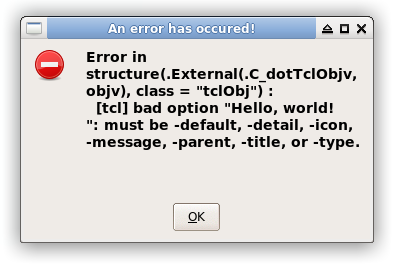 An error has occured!
Error in
structure(.External(.C_dotTclObjv,
objv), class = "tclObj") :
[tcl] bad option "Hello, world!
": must be -default, -detail, -icon,
-message, -parent, -title, or -type.
OK